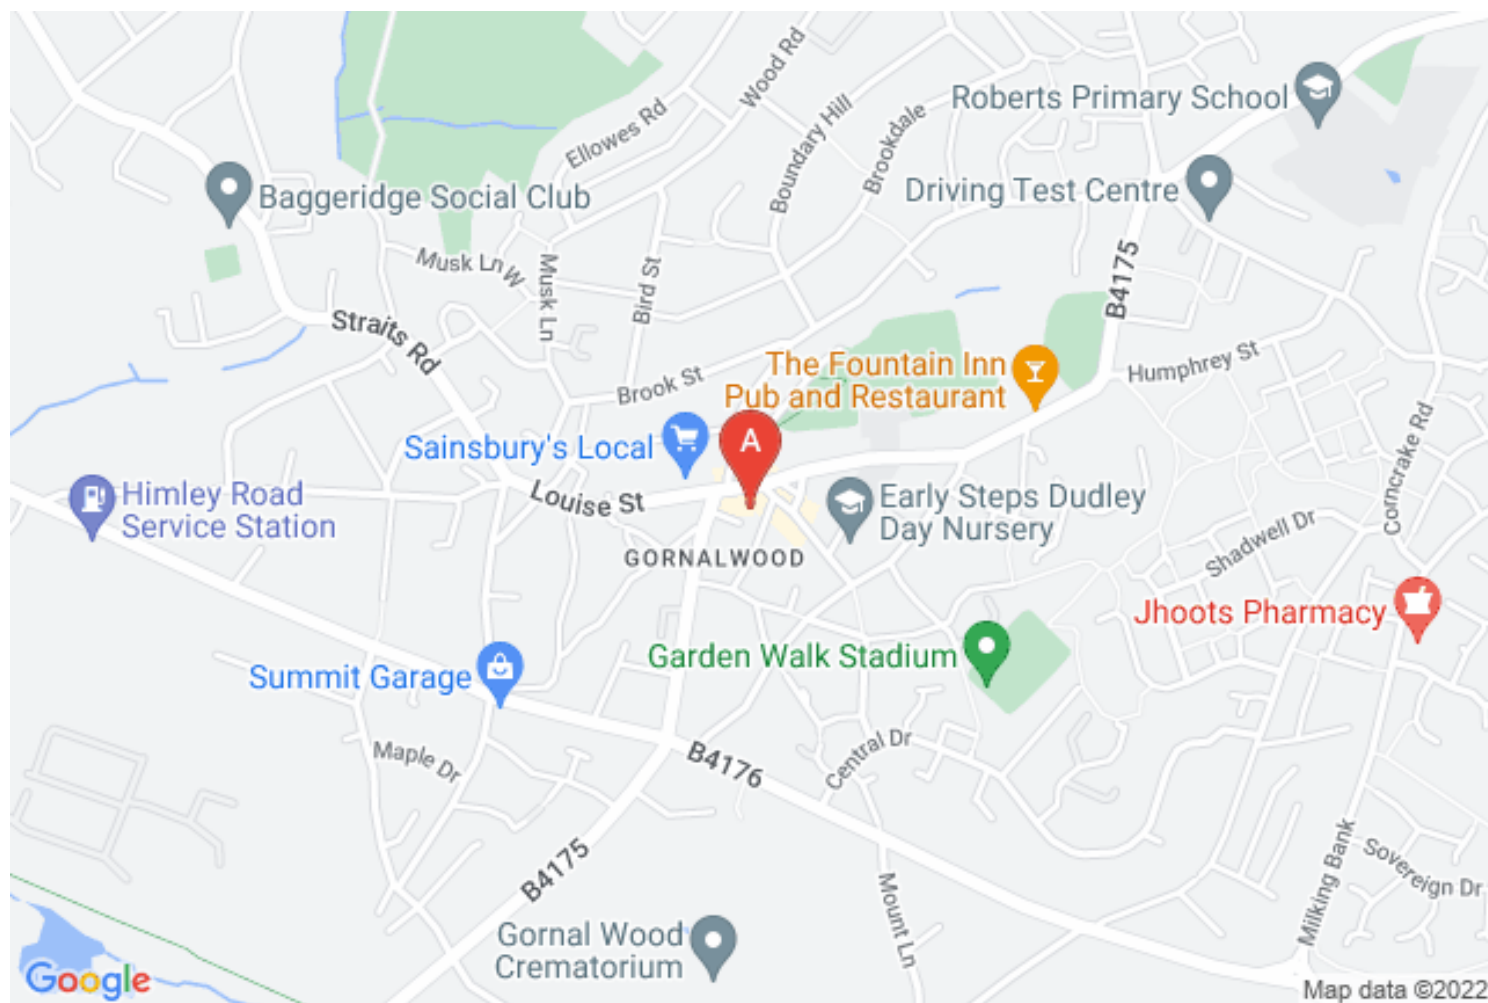 Wood Rd
Roberts Primary School
Ellowes Rd
Boundary Hill
Brookdale
Driving Test Centre
Baggeridge Social Club
Musk Ln W
Musk Ln
Bird St
B4175
Straits Rd
Brook St
The Fountain Inn
Pub and Restaurant
Humphrey St
Sainsbury's Local
A
Corncrake Rd
Himley Road
Service Station
Louise St
Early Steps Dudley
Day Nursery
GORNALWOOD
Shadwell Dr
Jhoots Pharmacy
Garden Walk Stadium
Summit Garage
Maple Dr
B4176
Central Dr
B4175
Milking Bank
Sovereign Dr
Mount Ln
Gornal Wood
Crematorium
Google
Map data ©2022